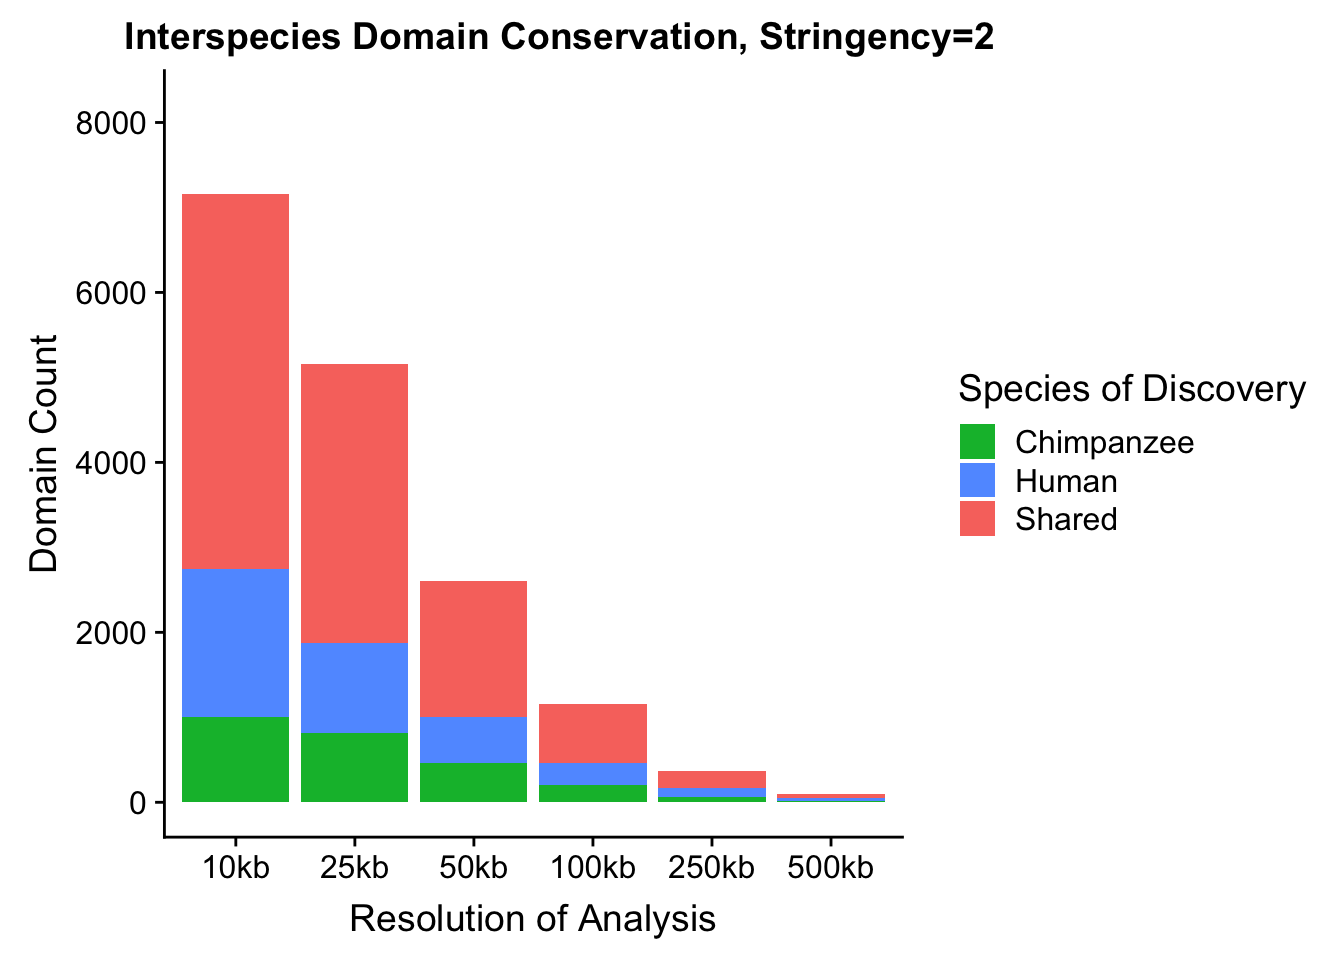 Interspecies Domain Conservation, Stringency=2
Domain Count
8000
6000
4000
2000
0
10kb 25kb 50kb 100kb 250kb 500kb
Resolution of Analysis
Species of Discovery
Chimpanzee
Human
Shared